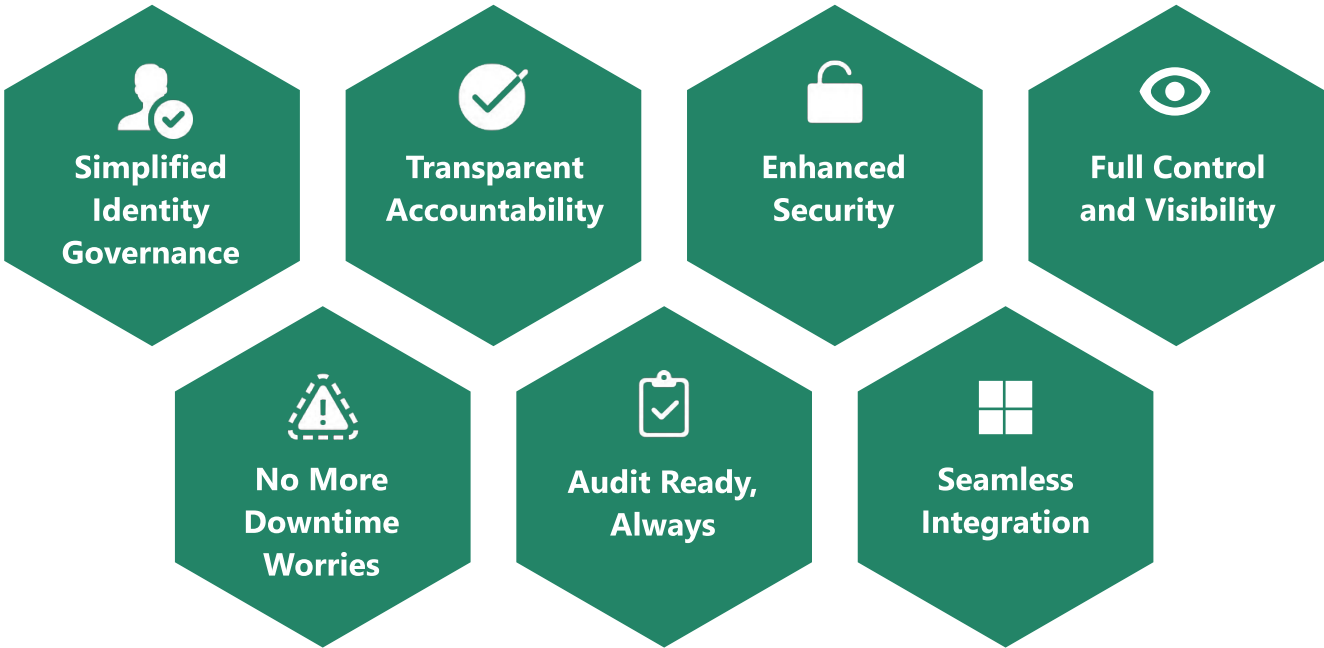 Simplified
Identity
Governance
Transparent
Accountability
Enhanced
Security
Full Control
and Visibility
No More
Downtime
Worries
Audit Ready,
Always
Seamless
Integration